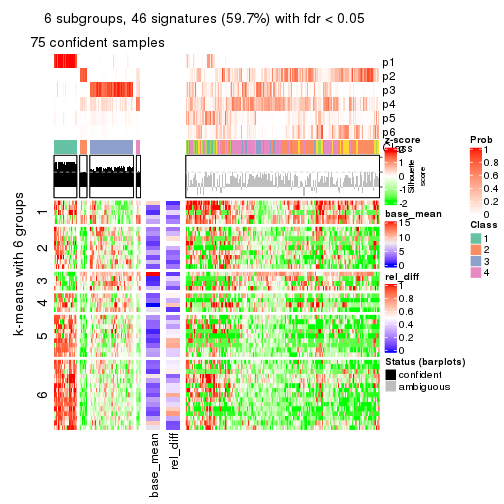 6 subgroups, 46 signatures (59.7%) with fdr < 0.05
75 confident samples
p1
p2
p3
p4
p5
p6
Class
Silhouette
score
k-means with 6 groups
1
2
3
4
5
6
base_mean
rel_diff
z-score
2
1
0
-1
-2
base_mean
15
10
5
0
rel_diff
1
0.8
0.6
0.4
0.2
0
Status (barplots)
confident
ambiguous
Prob
1
0.8
0.6
0.4
0.2
0
Class
1
2
3
4